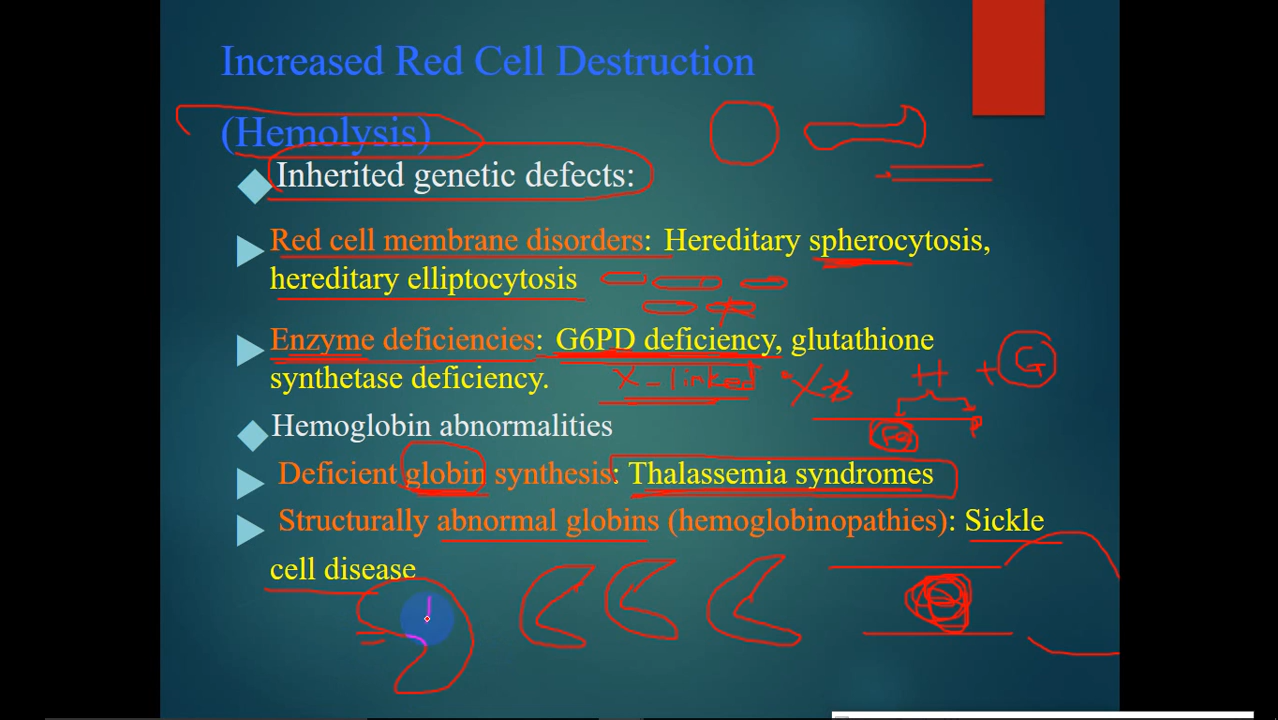 Increased Red Cell Destruction
(Hemolysis)
Inherited genetic defects:
Red cell membrane disorders: Hereditary spherocytosis,
hereditary elliptocytosis
Enzyme deficiencies: G6PD deficiency, glutathione
synthetase deficiency.
X-linked
H + G
Fe P
Hemoglobin abnormalities
Deficient globin synthesis: Thalassemia syndromes
Structurally abnormal globins (hemoglobinopathies): Sickle
cell disease